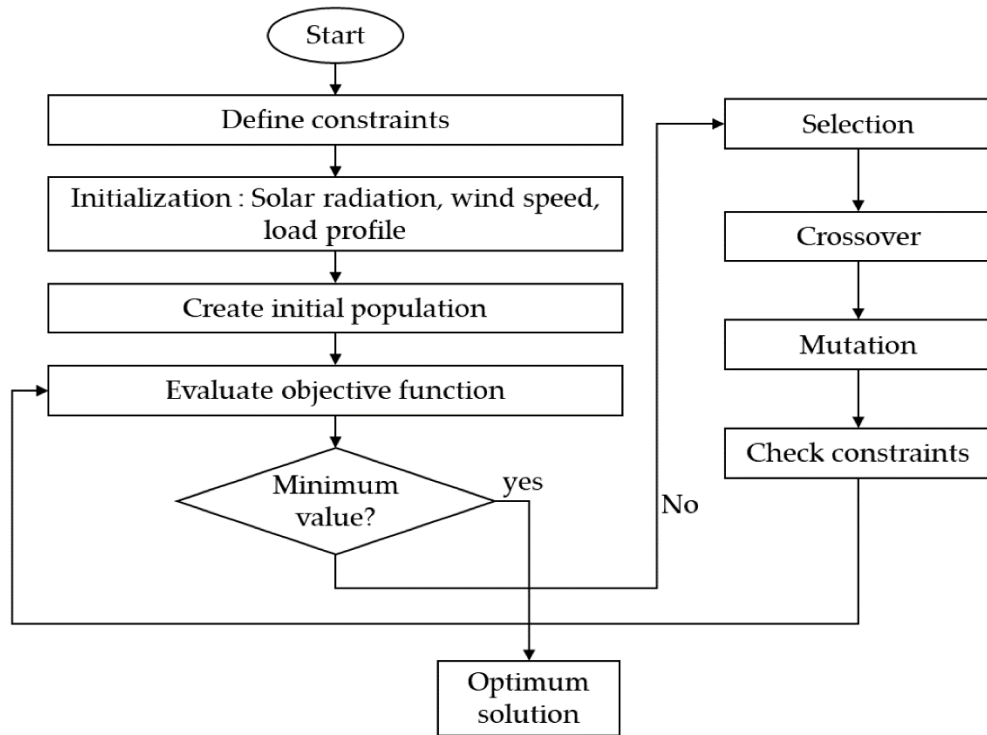 Start
Define constraints
Initialization : Solar radiation, wind speed,
load profile
Create initial population
Evaluate objective function
Minimum
value?
yes
No
Selection
Crossover
Mutation
Check constraints
Optimum
solution